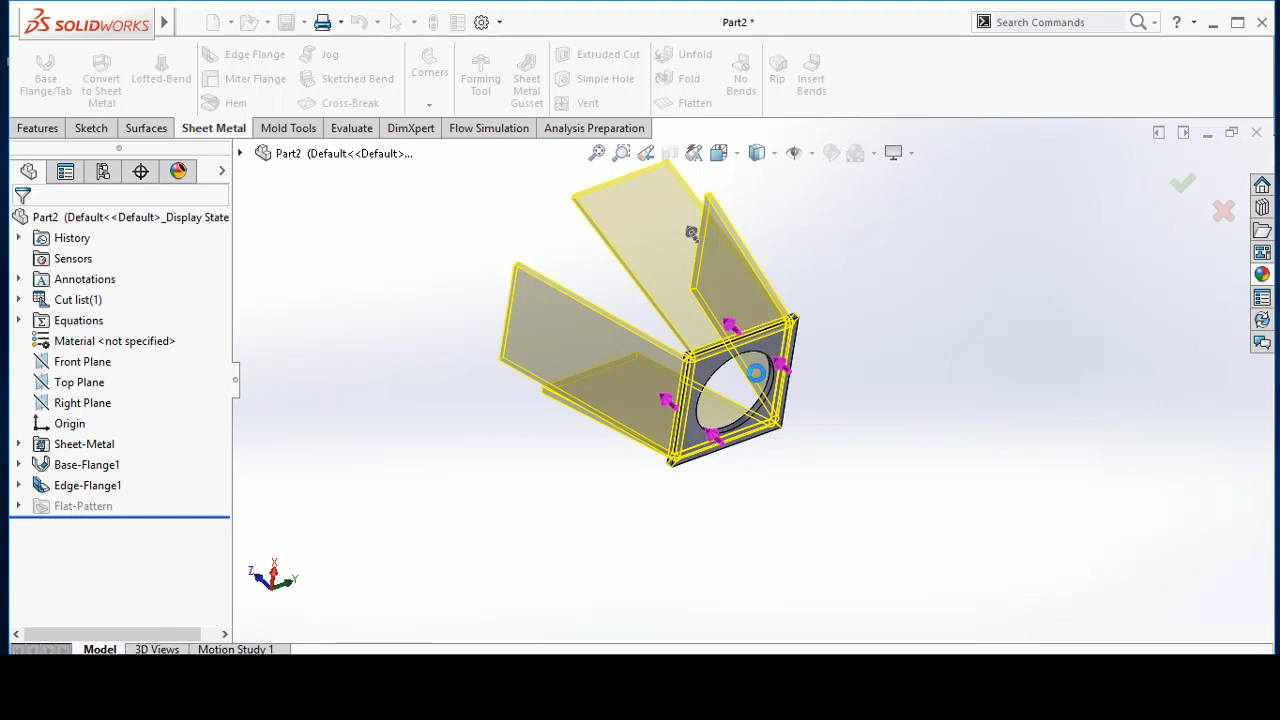 SOLIDWORKS
Part2 *
Search Commands
?
Base
Flange/Tab
Convert
to Sheet
Metal
Lofted-Bend
Edge Flange
Miter Flange
Hem
Jog
Sketched Bend
Cross-Break
Corners
Forming
Tool
Sheet
Metal
Gusset
Extruded Cut
Simple Hole
Vent
Unfold
Fold
Flatten
No
Bends
Rip
Insert
Bends
Features
Sketch
Surfaces
Sheet Metal
Mold Tools
Evaluate
DimXpert
Flow Simulation
Analysis Preparation
Part2 (Default<<Default>...
Part2 (Default<<Default>_Display State
History
Sensors
Annotations
Cut list(1)
Equations
Material <not specified>
Front Plane
Top Plane
Right Plane
Origin
Sheet-Metal
Base-Flange1
Edge-Flange1
Flat-Pattern
X
Z
Y
Model
3D Views
Motion Study 1